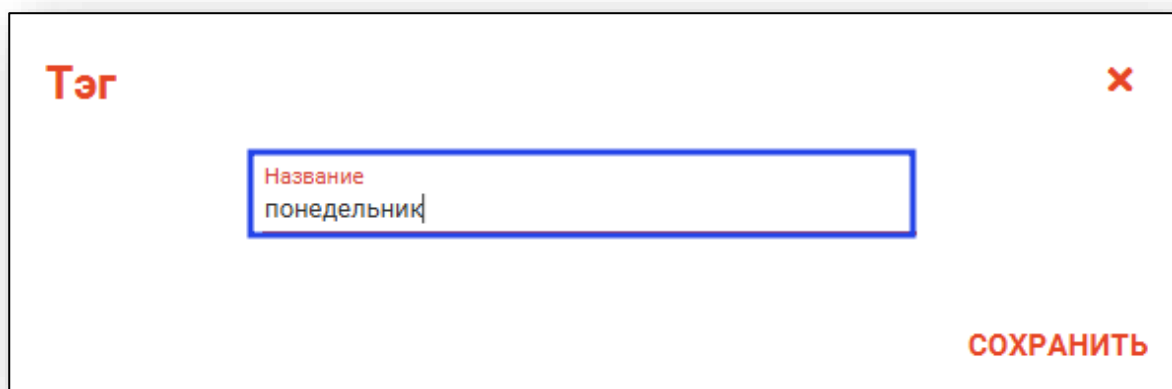 Тэг
Название
понедельник
СОХРАНИТЬ